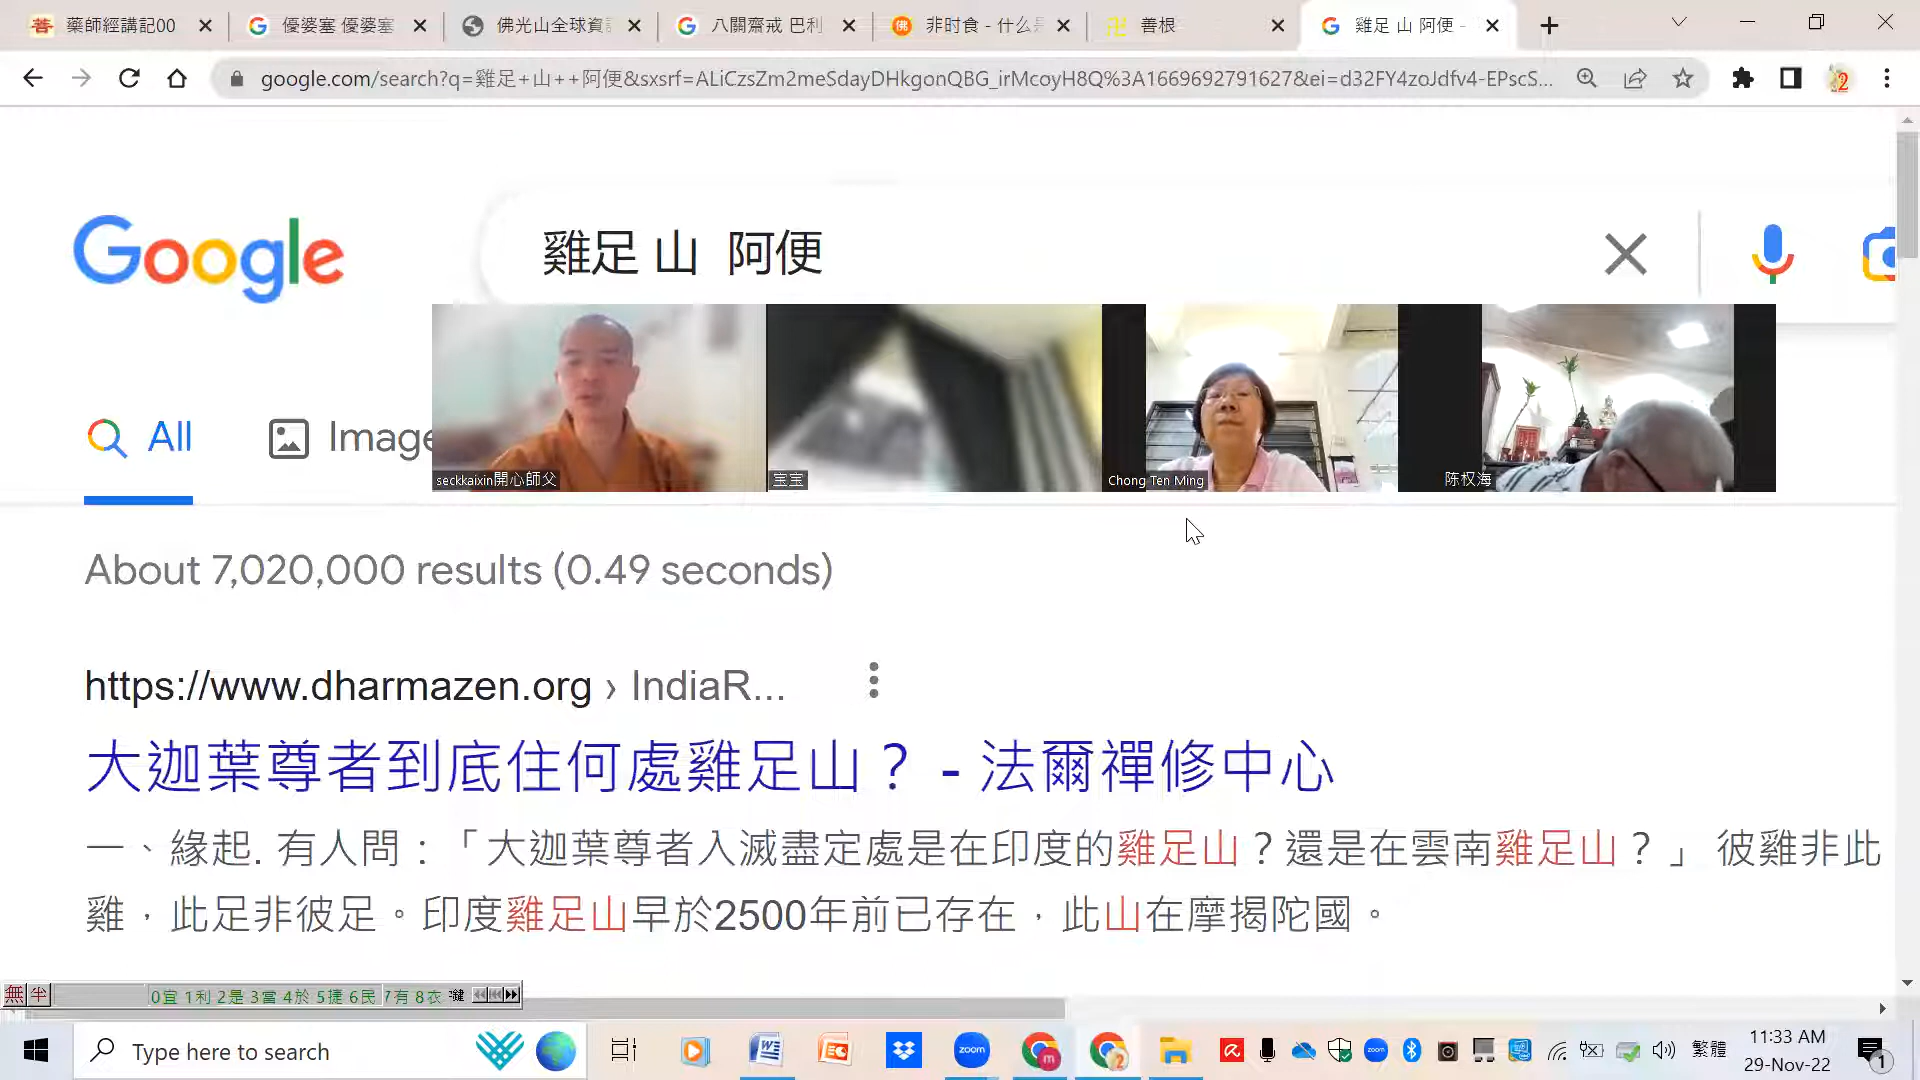 藥師經講記00
優婆塞 優婆塞
佛光山全球資
八關齋戒 巴利
非时食 - 什么
善根
雞足 山 阿便 -
google.com/search?q=雞足+山++阿便&sxsrf=ALiCzsZm2meSdayDHkgonQBG_irMcoyH8Q%3A1669692791627&ei=d32FY4zoJdfv4-EPscS...
Google
雞足 山 阿便
seckkaixin開心師父
宝宝
Chong Ten Ming
陈权海
All
Image
About 7,020,000 results (0.49 seconds)
https://www.dharmazen.org › IndiaR...
大迦葉尊者到底住何處雞足山？ - 法爾禪修中心
一、緣起. 有人問：「大迦葉尊者入滅盡定處是在印度的雞足山？還是在雲南雞足山？」 彼雞非此
雞，此足非彼足。印度雞足山早於2500年前已存在，此山在摩揭陀國。
無 半
0宜 1利 2是 3當 4於 5捷 6民 7有 8衣
Type here to search
zoom
繁體
11:33 AM
29-Nov-22
1